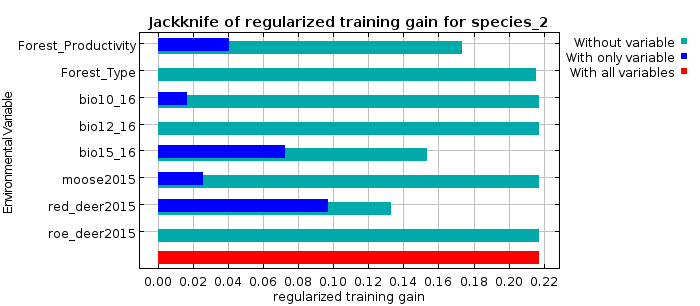 Jackknife of regularized training gain for species_2
Environmental Variable
Forest_Productivity
Forest_Type
bio10_16
bio12_16
bio15_16
moose2015
red_deer2015
roe_deer2015
Without variable
With only variable
With all variables
0.00 0.02 0.04 0.06 0.08 0.10 0.12 0.14 0.16 0.18 0.20 0.22
regularized training gain